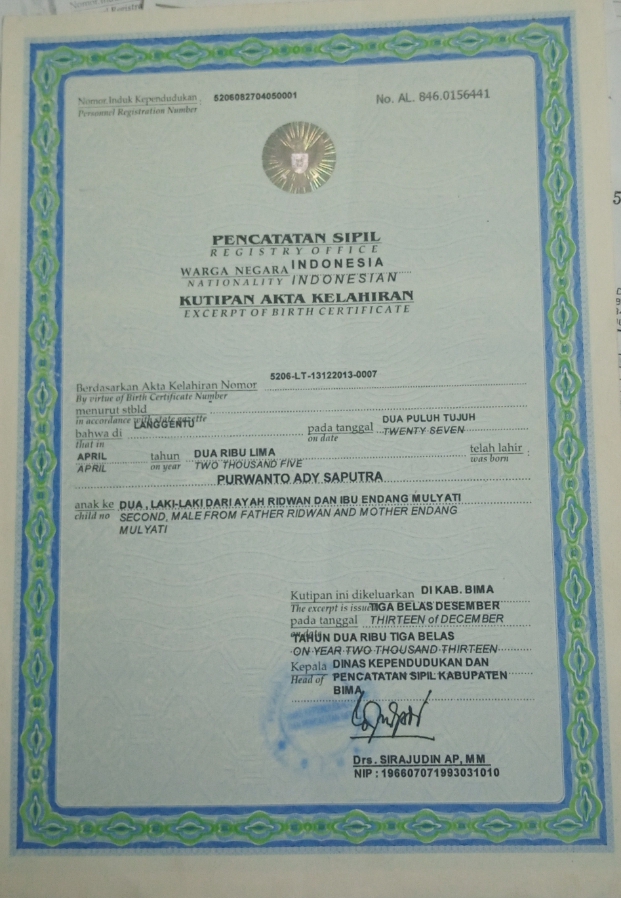 Nomor Induk Kependudukan : 5206082704050001 No. AL. 846.0156441
Personnel Registration Number
PENCATATAN SIPIL
REGISTRY OFFICE
WARGA NEGARA INDONESIA
NATIONALITY INDONESIAN
KUTIPAN AKTA KELAHIRAN
EXCERPT OF BIRTH CERTIFICATE
Berdasarkan Akta Kelahiran Nomor 5206-LT-13122013-0007
By virtue of Birth Certificate Number
menurut stbld
in accordance with state gazette
bahwa di LANGGENTU pada tanggal DUA PULUH TUJUH
that in on date TWENTY SEVEN
APRIL tahun DUA RIBU LIMA telah lahir :
APRIL on year TWO THOUSAND FIVE was born
PURWANTO ADY SAPUTRA
anak ke DUA , LAKI-LAKI DARI AYAH RIDWAN DAN IBU ENDANG MULYATI
child no SECOND, MALE FROM FATHER RIDWAN AND MOTHER ENDANG
MULYATI
Kutipan ini dikeluarkan DI KAB. BIMA
The excerpt is issued TIGA BELAS DESEMBER
pada tanggal THIRTEEN of DECEMBER
on date TAHUN DUA RIBU TIGA BELAS
ON YEAR TWO THOUSAND THIRTEEN
Kepala DINAS KEPENDUDUKAN DAN
Head of PENCATATAN SIPIL KABUPATEN
BIMA
Drs. SIRAJUDIN AP, MM
NIP : 196607071993031010